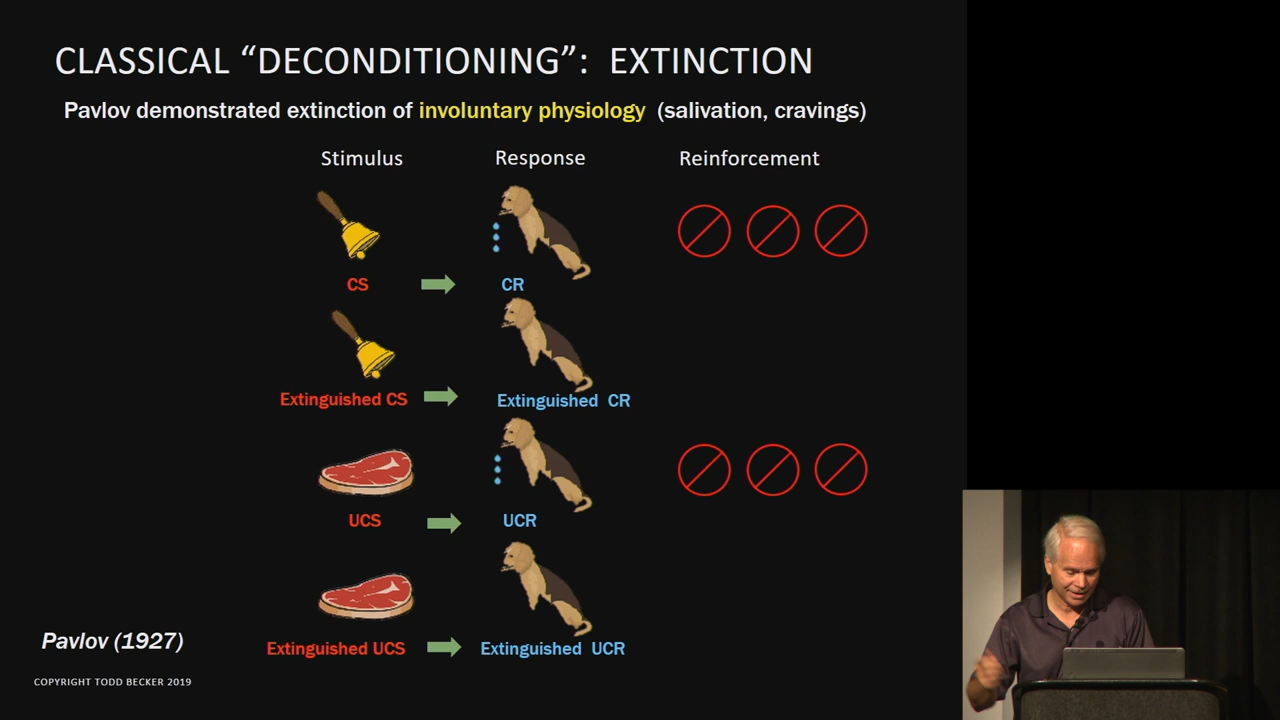 CLASSICAL “DECONDITIONING”: EXTINCTION
Pavlov demonstrated extinction of involuntary physiology (salivation, cravings)
Stimulus Response Reinforcement
CS CR
Extinguished CS Extinguished CR
UCS UCR
Extinguished UCS Extinguished UCR
Pavlov (1927)
COPYRIGHT TODD BECKER 2019